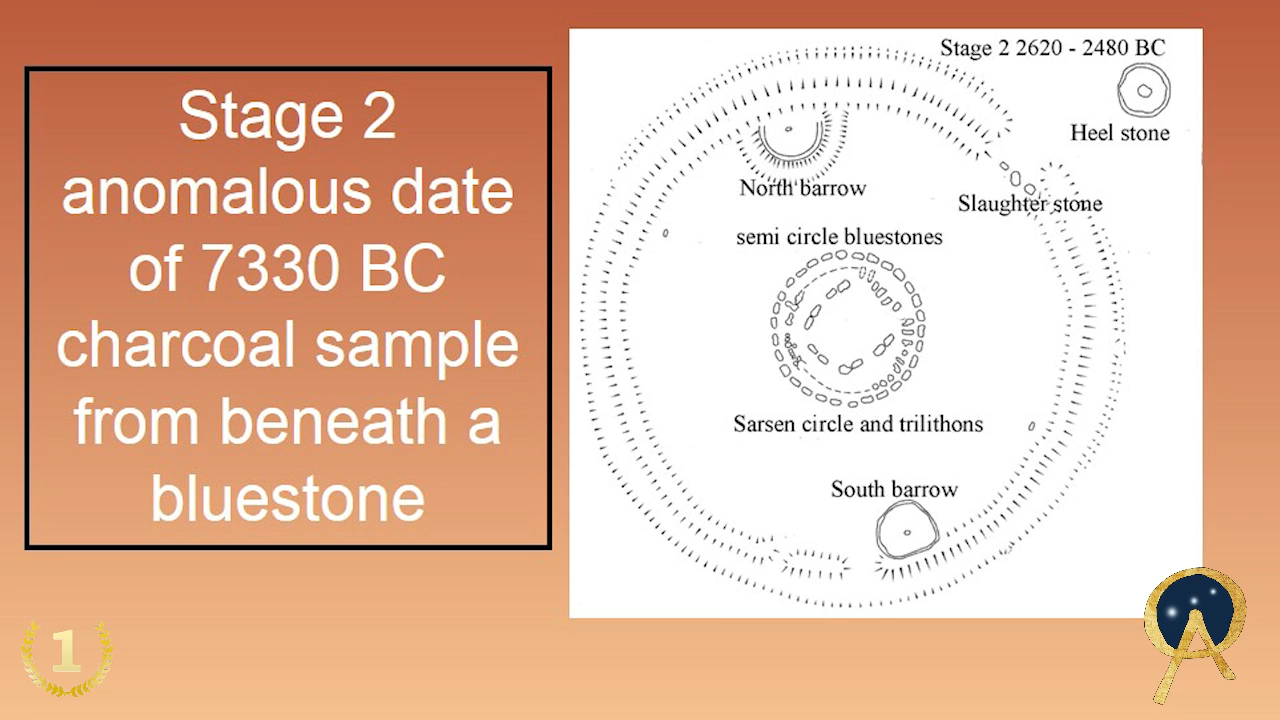 Stage 2
anomalous date
of 7330 BC
charcoal sample
from beneath a
bluestone
Stage 2 2620 - 2480 BC
Heel stone
North barrow
Slaughter stone
semi circle bluestones
Sarsen circle and trilithons
South barrow
1